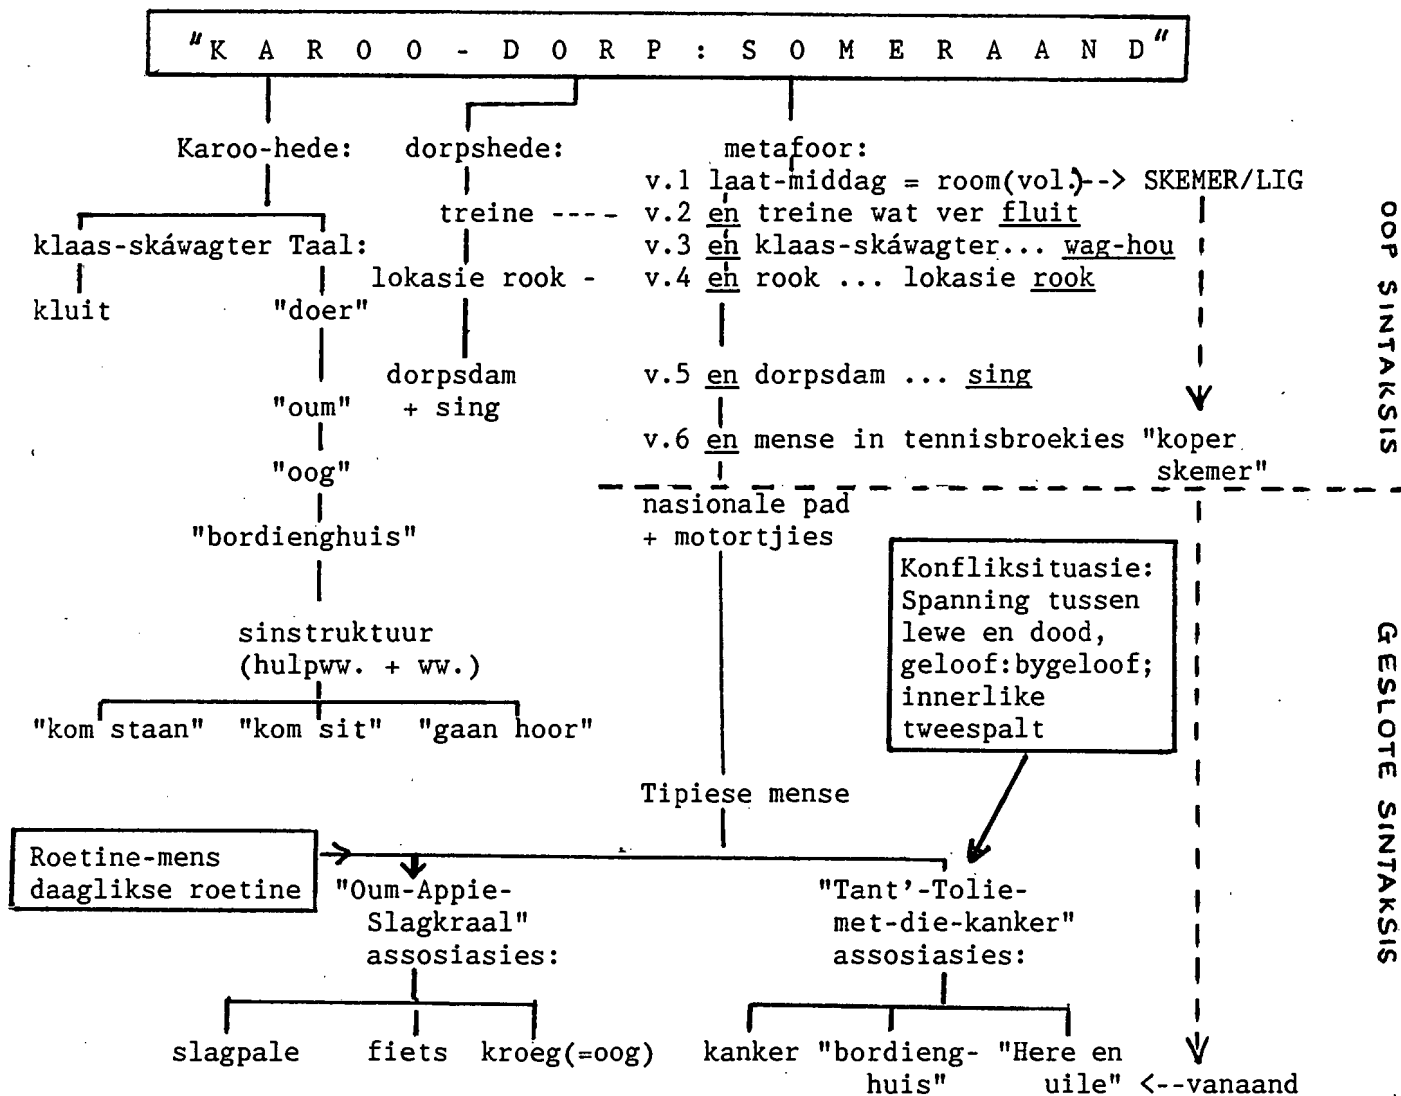 "KAROO-DORP:SOMERAAND"
Karoo-hede: dorpshede: metafoor:
v.1 laat-middag = room(vol.)--> SKEMER/LIG
treine ---- v.2 en treine wat ver fluit
klaas-skáwagter Taal: v.3 en klaas-skáwagter... wag-hou
lokasie rook - v.4 en rook ... lokasie rook
kluit "doer"
dorpsdam v.5 en dorpsdam ... sing
"oum" + sing
v.6 en mense in tennisbroekies "koper
"oog" skemer"
nasionale pad
"bordienghuis" + motortjies
Konfliksituasie:
Spanning tussen
lewe en dood,
geloof:bygeloof;
innerlike
tweespalt
sinstruktuur
(hulpww. + ww.)
"kom staan" "kom sit" "gaan hoor"
Tipiese mense
Roetine-mens
daaglikse roetine
"Oum-Appie-
Slagkraal"
assosiasies:
"Tant'-Tolie-
met-die-kanker"
assosiasies:
slagpale fiets kroeg(=oog) kanker "bordieng- "Here en
huis" uile" <--vanaand
OOP SINTAKSIS
GESLOTE SINTAKSIS